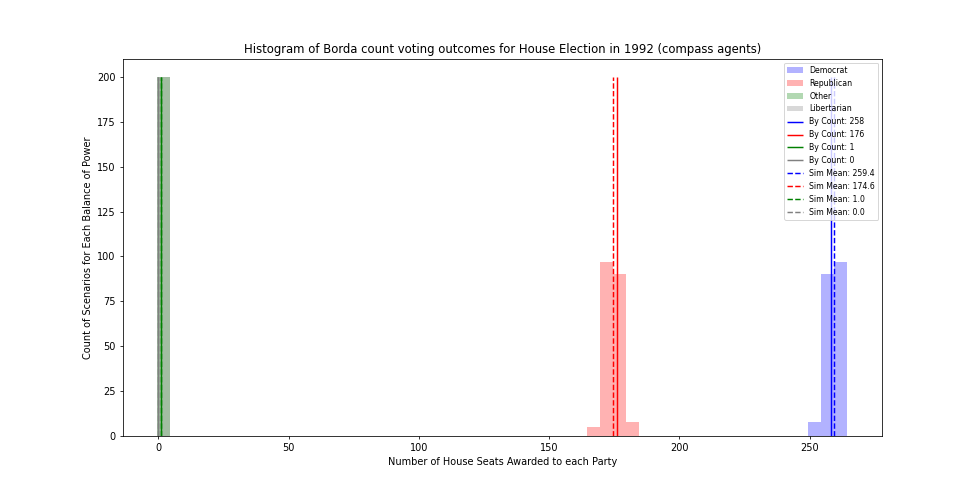 Histogram of Borda count voting outcomes for House Election in 1992 (compass agents)
Democrat
Republican
Other
Libertarian
By Count: 258
By Count: 176
By Count: 1
By Count: 0
Sim Mean: 259.4
Sim Mean: 174.6
Sim Mean: 1.0
Sim Mean: 0.0
Count of Scenarios for Each Balance of Power
200
175
150
125
100
75
50
25
0
0 50 100 150 200 250
Number of House Seats Awarded to each Party